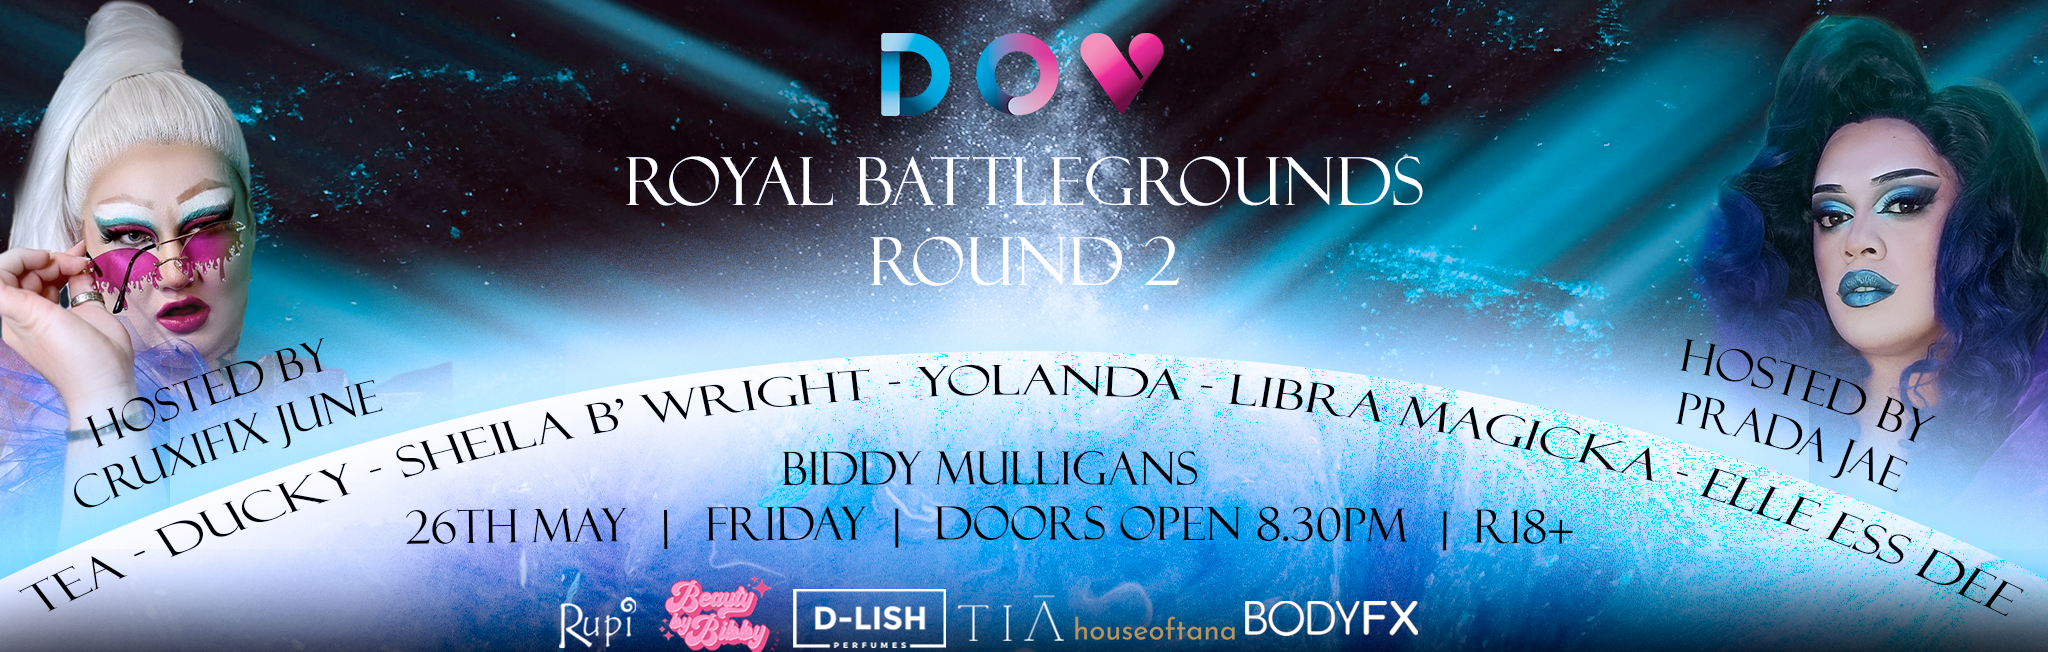 DOV
ROYAL BATTLEGROUNDS
ROUND 2
HOSTED BY
CRUXIFIX JUNE
HOSTED BY
PRADA JAE
TEA - DUCKY - SHEILA B' WRIGHT - YOLANDA - LIBRA MAGICKA - ELLE ESS DEE
BIDDY MULLIGANS
26TH MAY | FRIDAY | DOORS OPEN 8.30PM | R18+
Rupi
Beauty
by
Bibby
D-LISH
PERFUMES
TIĀ
houseoftana
BODYFX